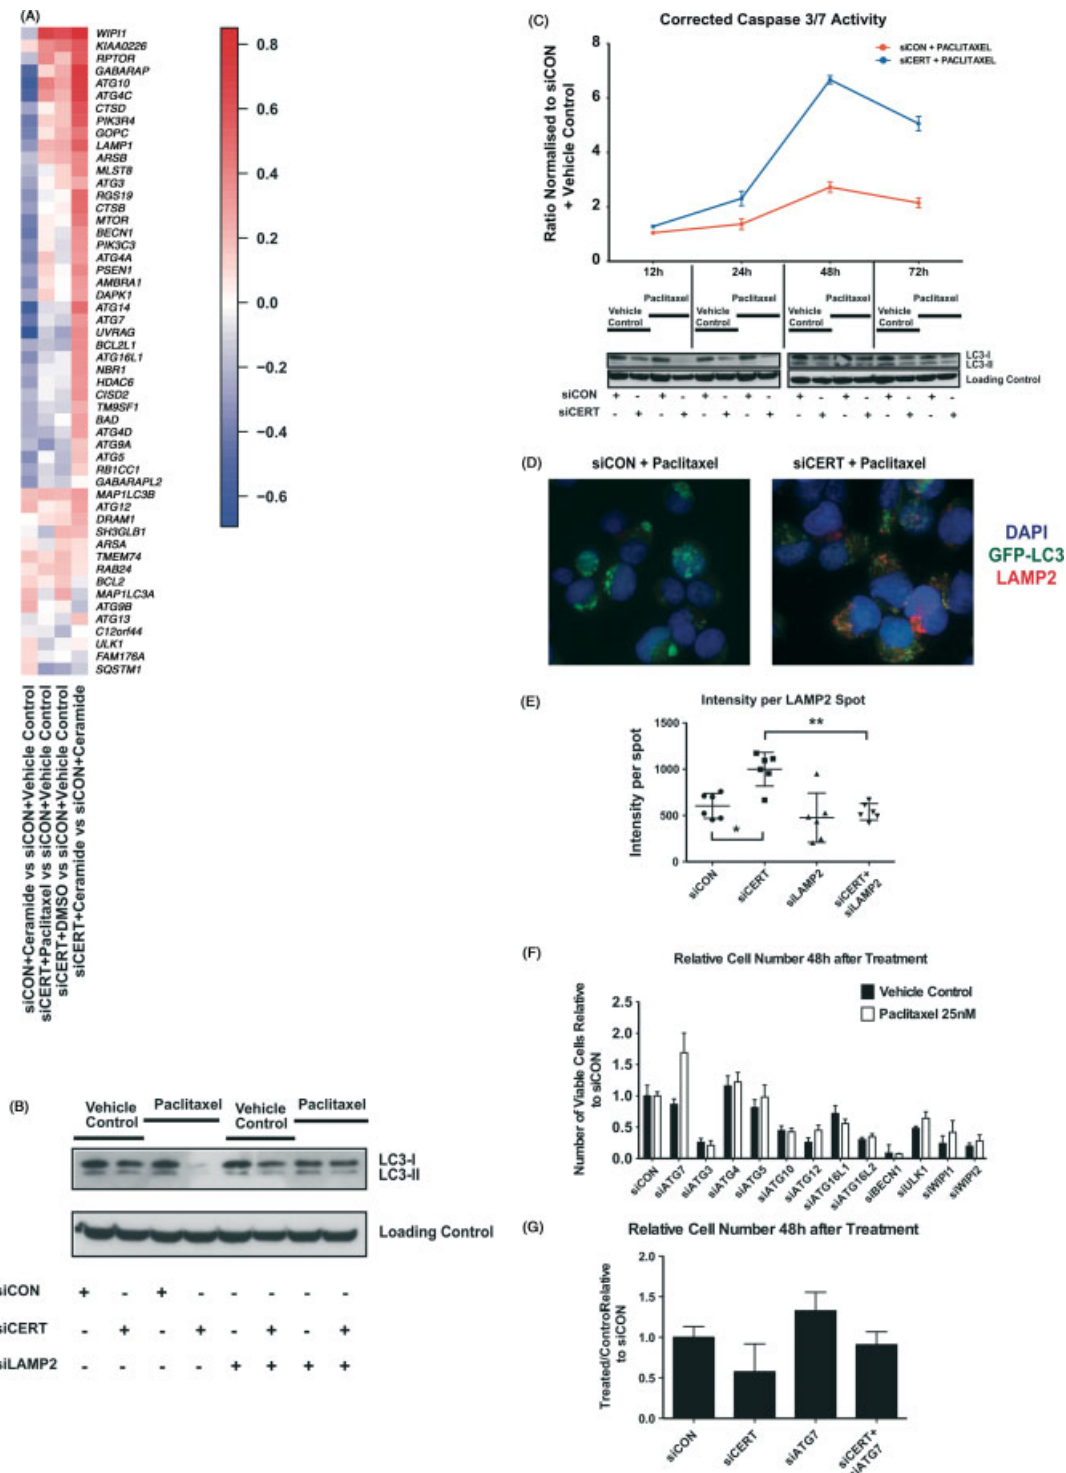 (A)
WIPI1
KIAA0226
RPTOR
GABARAP
ATG10
ATG4C
CTSD
PIK3R4
GOPC
LAMP1
ARSB
MLST8
ATG3
RGS19
CTSB
MTOR
BECN1
PIK3C3
ATG4A
PSEN1
AMBRA1
DAPK1
ATG14
ATG7
UVRAG
BCL2L1
ATG16L1
NBR1
HDAC6
CISD2
TM9SF1
BAD
ATG4D
ATG9A
ATG5
RB1CC1
GABARAPL2
MAP1LC3B
ATG12
DRAM1
SH3GLB1
ARSA
TMEM74
RAB24
BCL2
MAP1LC3A
ATG9B
ATG13
C12orf44
ULK1
FAM176A
SQSTM1
0.8
0.6
0.4
0.2
0.0
−0.2
−0.4
−0.6
siCON+Ceramide vs siCON+Vehicle Control
siCERT+Paclitaxel vs siCON+Vehicle Control
siCERT+DMSO vs siCON+Vehicle Control
siCERT+Ceramide vs siCON+Ceramide
(B)
Vehicle Control
Paclitaxel
Vehicle Control
Paclitaxel
LC3-I
LC3-II
Loading Control
siCON + - + - - - - -
siCERT - + - + - + - +
siLAMP2 - - - - + + + +
(C)
Corrected Caspase 3/7 Activity
Ratio Normalised to siCON
+ Vehicle Control
8
6
4
2
0
siCON + PACLITAXEL
siCERT + PACLITAXEL
12h 24h 48h 72h
Paclitaxel Paclitaxel Paclitaxel Paclitaxel
Vehicle Vehicle Vehicle Vehicle
Control Control Control Control
LC3-I
LC3-II
Loading Control
siCON + - + - + - + - + - + - + - + -
siCERT - + - + - + - + - + - + - + - +
(D)
siCON + Paclitaxel
siCERT + Paclitaxel
DAPI
GFP-LC3
LAMP2
(E)
Intensity per LAMP2 Spot
Intensity per spot
1500
1000
500
0
**
*
siCON
siCERT
siLAMP2
siCERT+
siLAMP2
(F)
Relative Cell Number 48h after Treatment
Number of Viable Cells Relative
to siCON
2.5
2.0
1.5
1.0
0.5
0.0
Vehicle Control
Paclitaxel 25nM
siCON
siATG7
siATG3
siATG4
siATG5
siATG10
siATG12
siATG16L1
siATG16L2
siBECN1
siULK1
siWIPI1
siWIPI2
(G)
Relative Cell Number 48h after Treatment
Treated/ControRelative
to siCON
2.0
1.5
1.0
0.5
0.0
siCON
siCERT
siATG7
siCERT+
siATG7